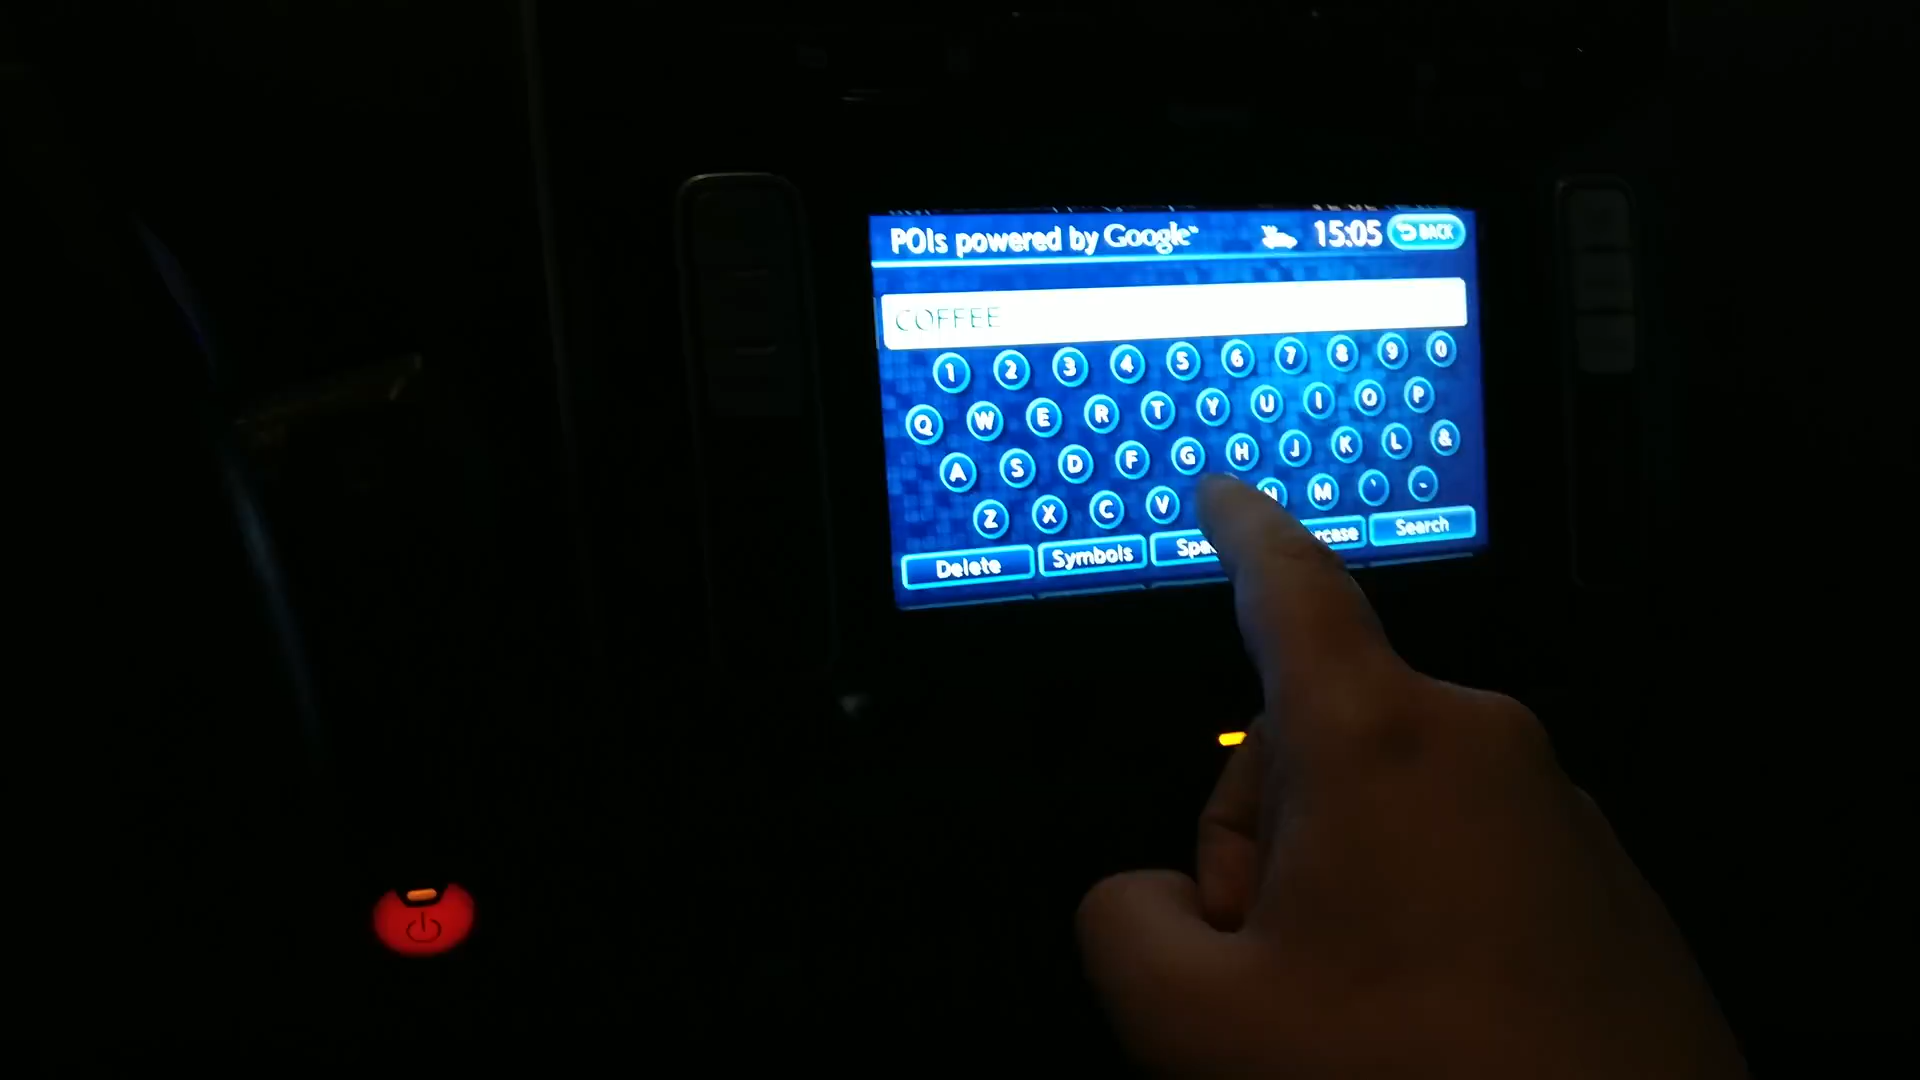 POIs powered by Google™ 15:05 BACK
COFFEE
1 2 3 4 5 6 7 8 9 0
Q W E R T Y U I O P
A S D F G H J K L &
Z X C V N M ' -
Delete Symbols Search